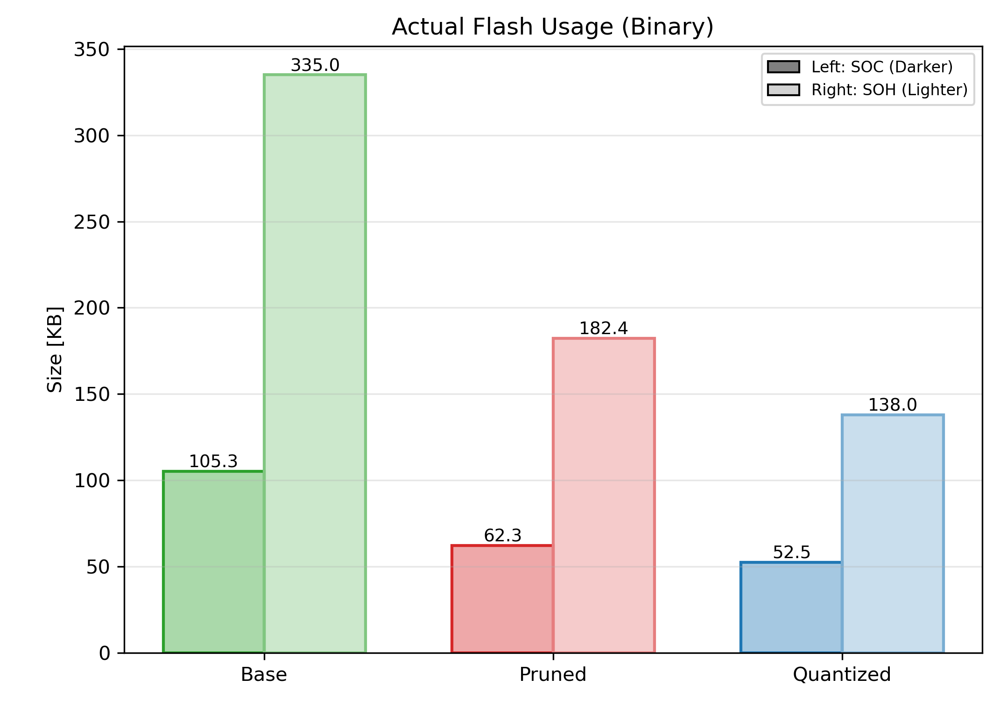 Actual Flash Usage (Binary)
Left: SOC (Darker)
Right: SOH (Lighter)
Size [KB]
350
300
250
200
150
100
50
0
105.3
335.0
62.3
182.4
52.5
138.0
Base
Pruned
Quantized